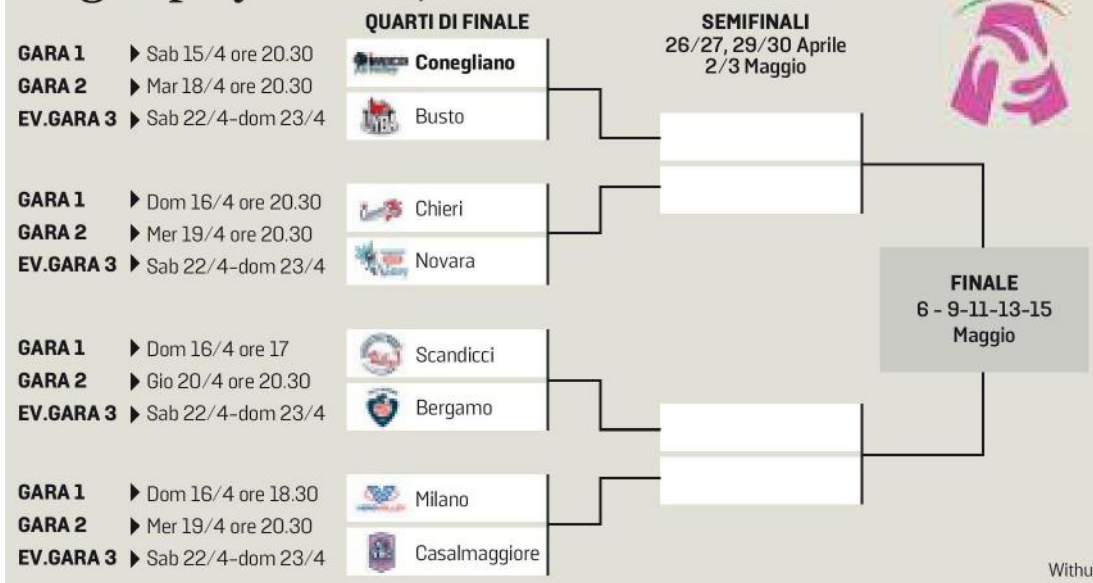 QUARTI DI FINALE
SEMIFINALI
26/27, 29/30 Aprile
2/3 Maggio
GARA 1 Sab 15/4 ore 20.30
GARA 2 Mar 18/4 ore 20.30
EV.GARA 3 Sab 22/4-dom 23/4
Conegliano
Busto
GARA 1 Dom 16/4 ore 20.30
GARA 2 Mer 19/4 ore 20.30
EV.GARA 3 Sab 22/4-dom 23/4
Chieri
Novara
FINALE
6 - 9-11-13-15
Maggio
GARA 1 Dom 16/4 ore 17
GARA 2 Gio 20/4 ore 20.30
EV.GARA 3 Sab 22/4-dom 23/4
Scandicci
Bergamo
GARA 1 Dom 16/4 ore 18.30
GARA 2 Mer 19/4 ore 20.30
EV.GARA 3 Sab 22/4-dom 23/4
Milano
Casalmaggiore
Withu